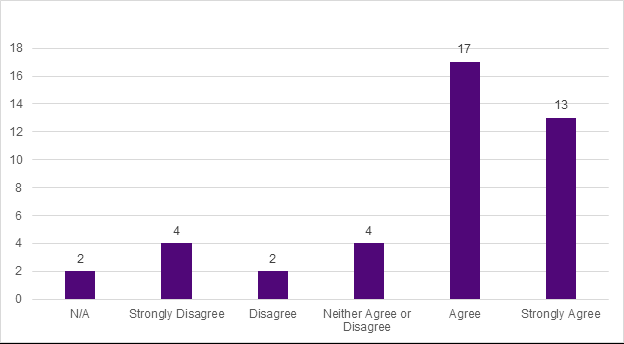 18
16
14
12
10
8
6
4
2
0
2
4
2
4
17
13
N/A
Strongly Disagree
Disagree
Neither Agree or
Disagree
Agree
Strongly Agree